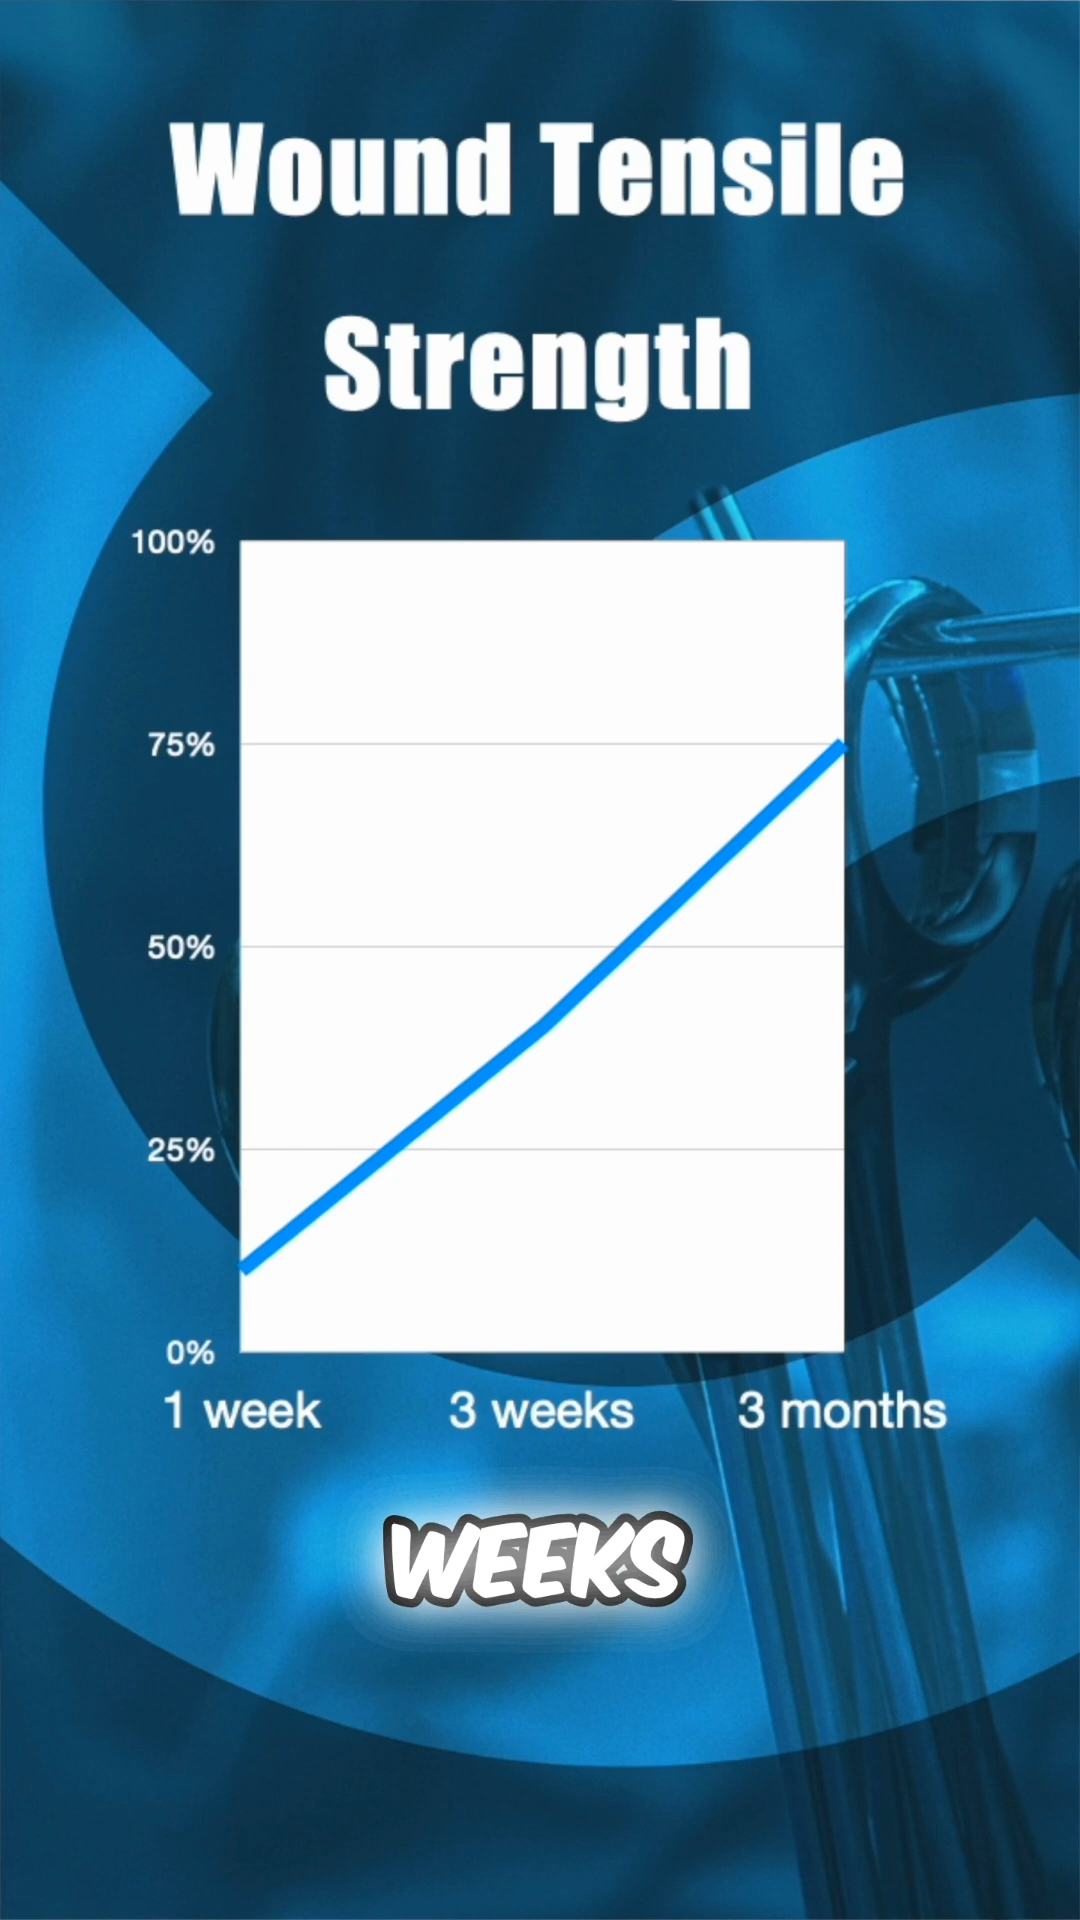 Wound Tensile
Strength
100%
75%
50%
25%
0%
1 week 3 weeks 3 months
WEEKS